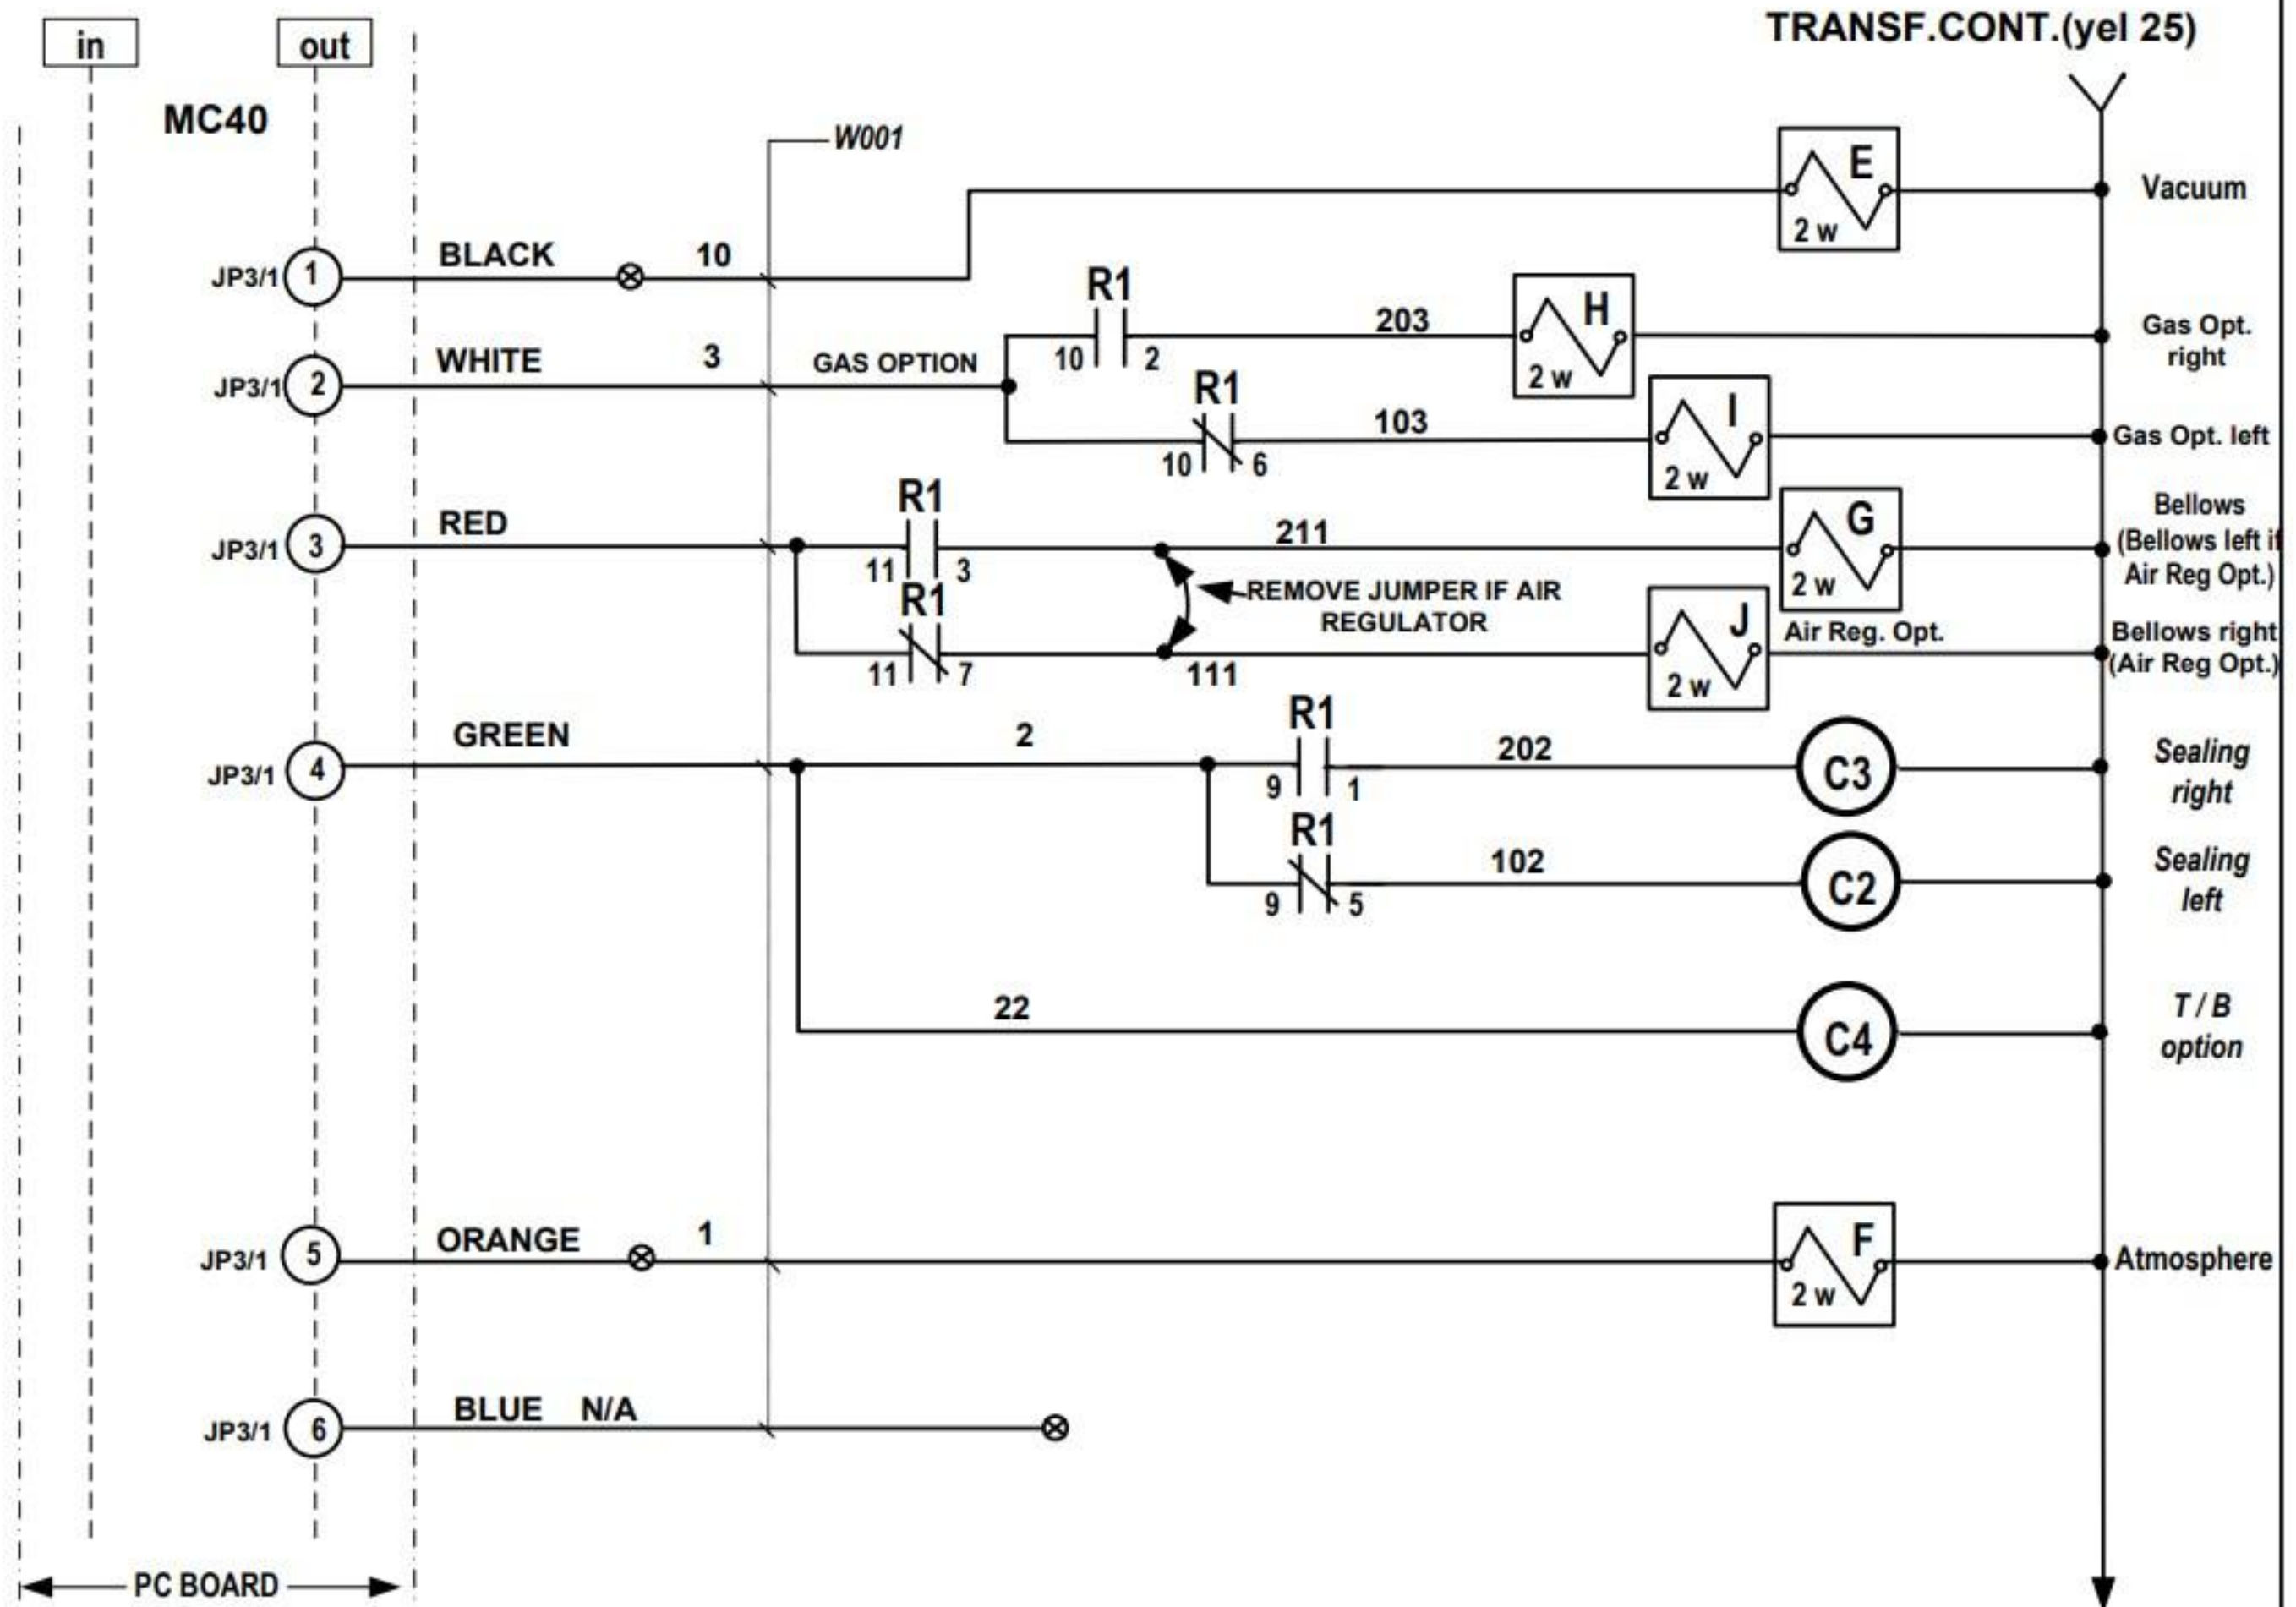 in
out
TRANSF.CONT.(yel 25)
MC40
W001
E
2 w
Vacuum
JP3/1
1
BLACK
10
R1
10
2
203
H
2 w
Gas Opt.
right
JP3/1
2
WHITE
3
GAS OPTION
R1
10
6
103
I
2 w
Gas Opt. left
JP3/1
3
RED
R1
11
3
211
G
2 w
Bellows
(Bellows left if
Air Reg Opt.)
REMOVE JUMPER IF AIR
REGULATOR
R1
11
7
111
J
2 w
Air Reg. Opt.
Bellows right
(Air Reg Opt.)
JP3/1
4
GREEN
2
R1
9
1
202
C3
Sealing
right
R1
9
5
102
C2
Sealing
left
22
C4
T / B
option
JP3/1
5
ORANGE
1
F
2 w
Atmosphere
JP3/1
6
BLUE N/A
PC BOARD